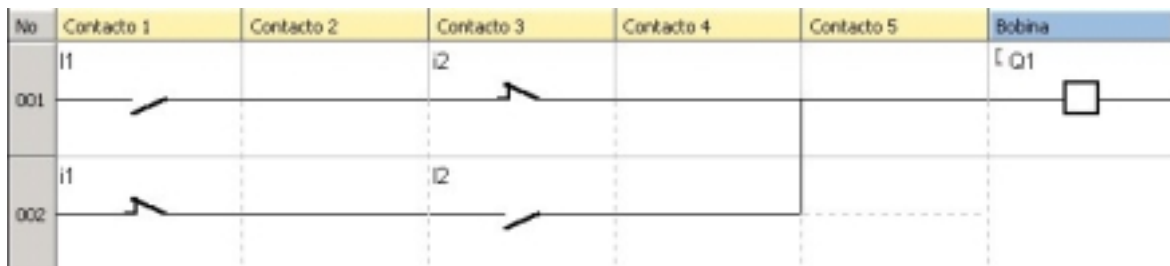 No Contacto 1 Contacto 2 Contacto 3 Contacto 4 Contacto 5 Bobina
I1 i2 [ Q1
001
i1 I2
002